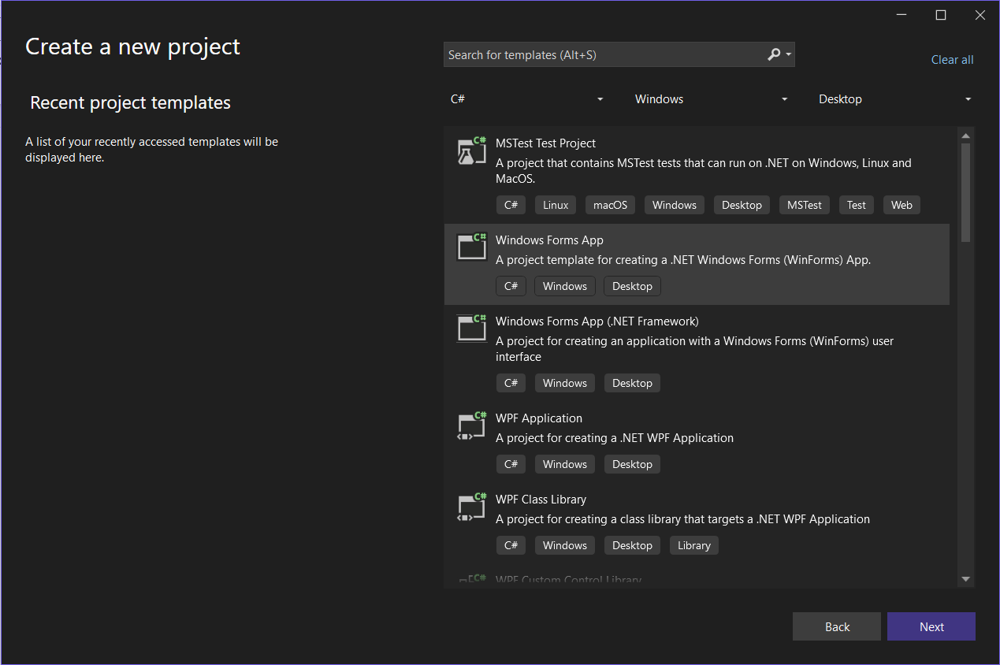 Create a new project
Search for templates (Alt+S)
Clear all
Recent project templates
C#
Windows
Desktop
A list of your recently accessed templates will be
displayed here.
C#
MSTest Test Project
A project that contains MSTest tests that can run on .NET on Windows, Linux and
MacOS.
C# Linux macOS Windows Desktop MSTest Test Web
C#
Windows Forms App
A project template for creating a .NET Windows Forms (WinForms) App.
C# Windows Desktop
C#
Windows Forms App (.NET Framework)
A project for creating an application with a Windows Forms (WinForms) user
interface
C# Windows Desktop
C#
WPF Application
A project for creating a .NET WPF Application
C# Windows Desktop
C#
WPF Class Library
A project for creating a class library that targets a .NET WPF Application
C# Windows Desktop Library
C#
WPF Custom Control Library
Back
Next